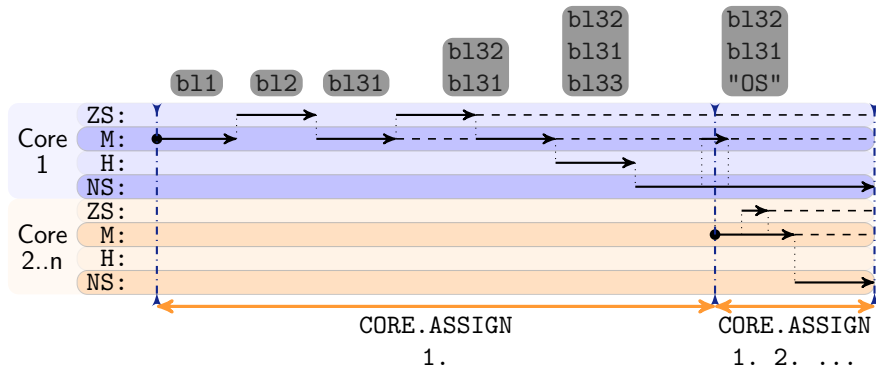 bl32
bl32
bl32
bl31
bl31
bl1
bl2
bl31
bl31
bl33
"OS"
Core
1
ZS:
M:
H:
NS:
Core
2..n
ZS:
M:
H:
NS:
CORE.ASSIGN
1.
CORE.ASSIGN
1. 2. ...